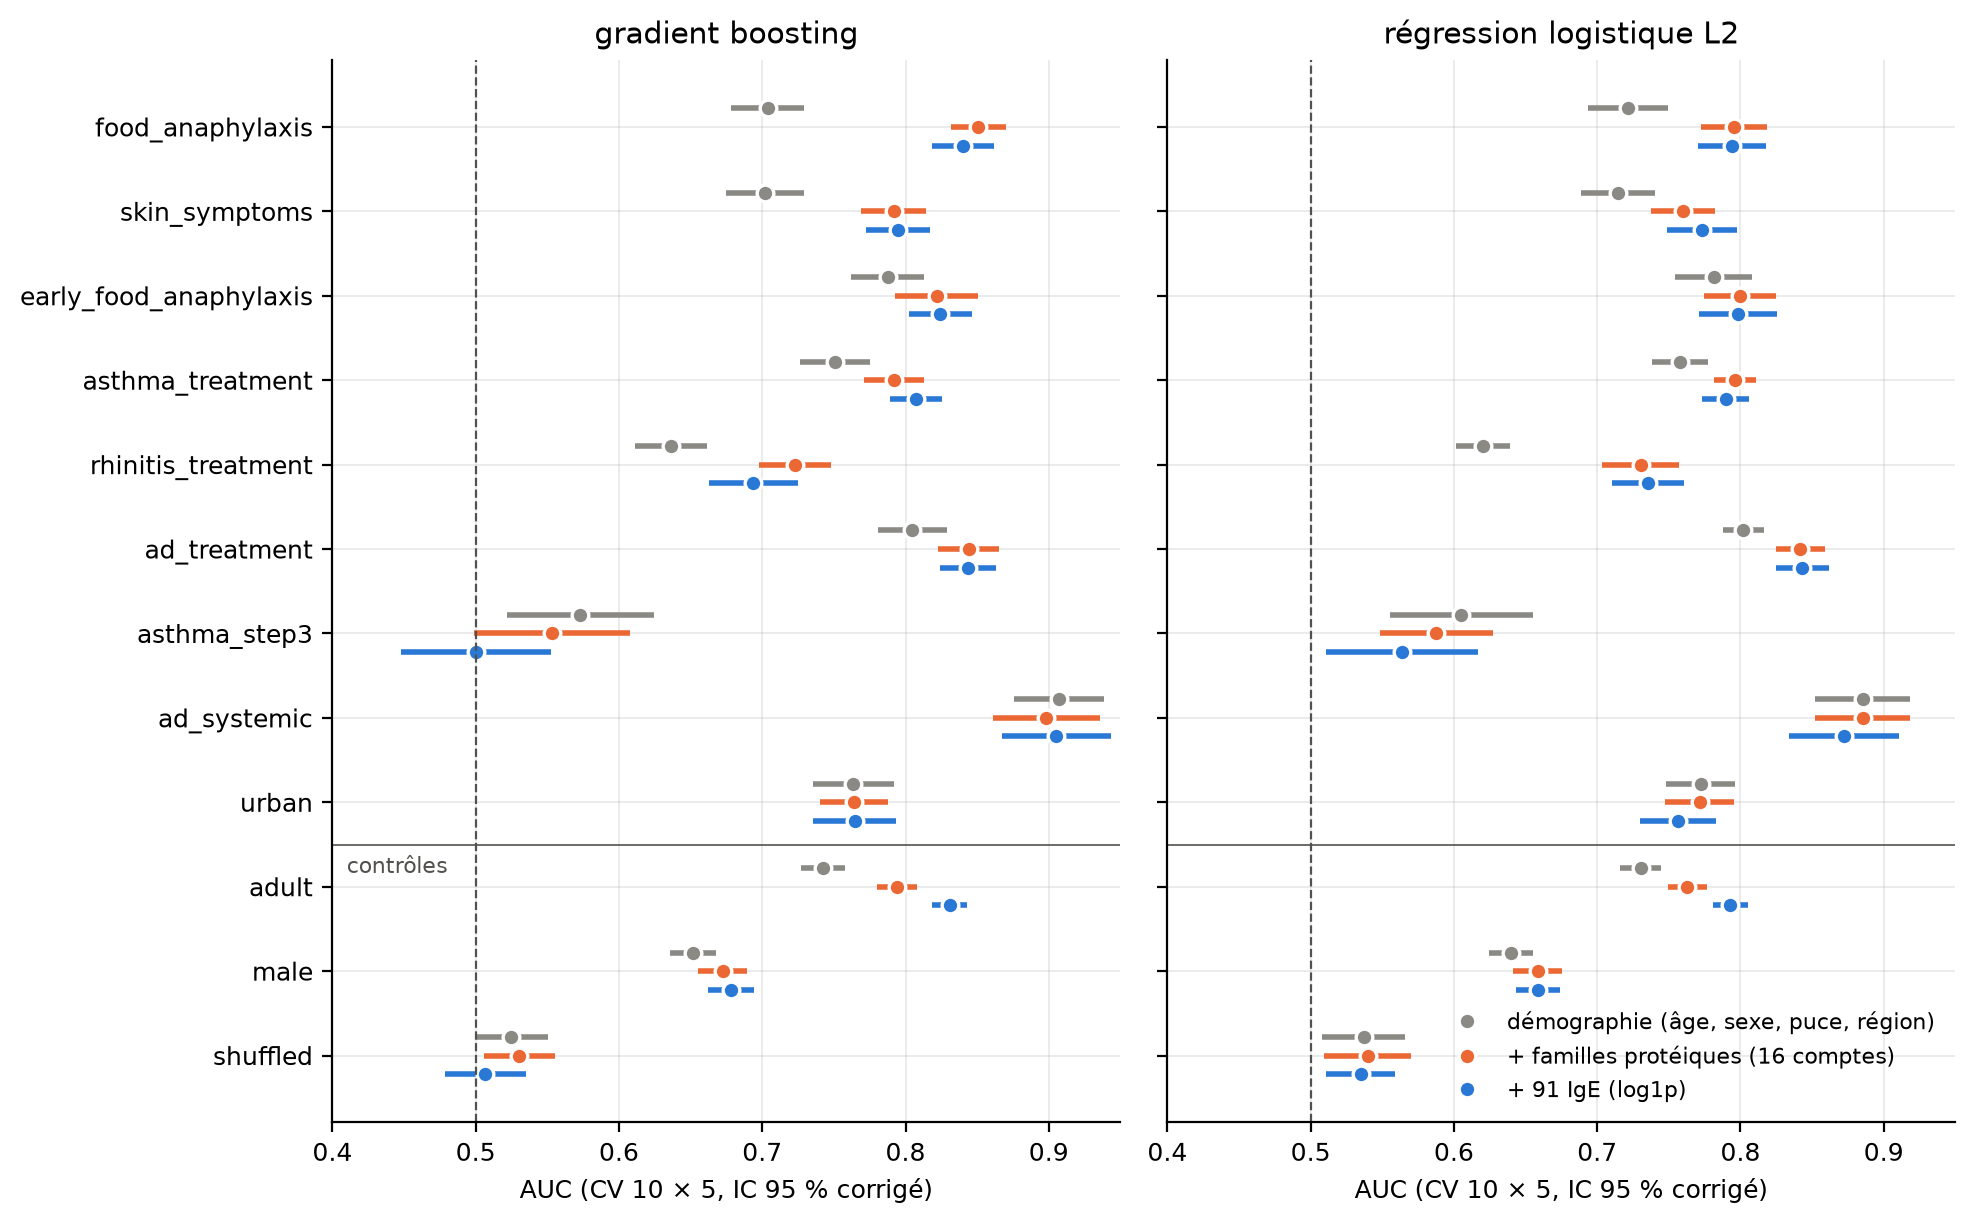 gradient boosting
régression logistique L2
food_anaphylaxis
skin_symptoms
early_food_anaphylaxis
asthma_treatment
rhinitis_treatment
ad_treatment
asthma_step3
ad_systemic
urban
contrôles
adult
male
shuffled
démographie (âge, sexe, puce, région)
+ familles protéiques (16 comptes)
+ 91 IgE (log1p)
0.4 0.5 0.6 0.7 0.8 0.9
0.4 0.5 0.6 0.7 0.8 0.9
AUC (CV 10 × 5, IC 95 % corrigé)
AUC (CV 10 × 5, IC 95 % corrigé)